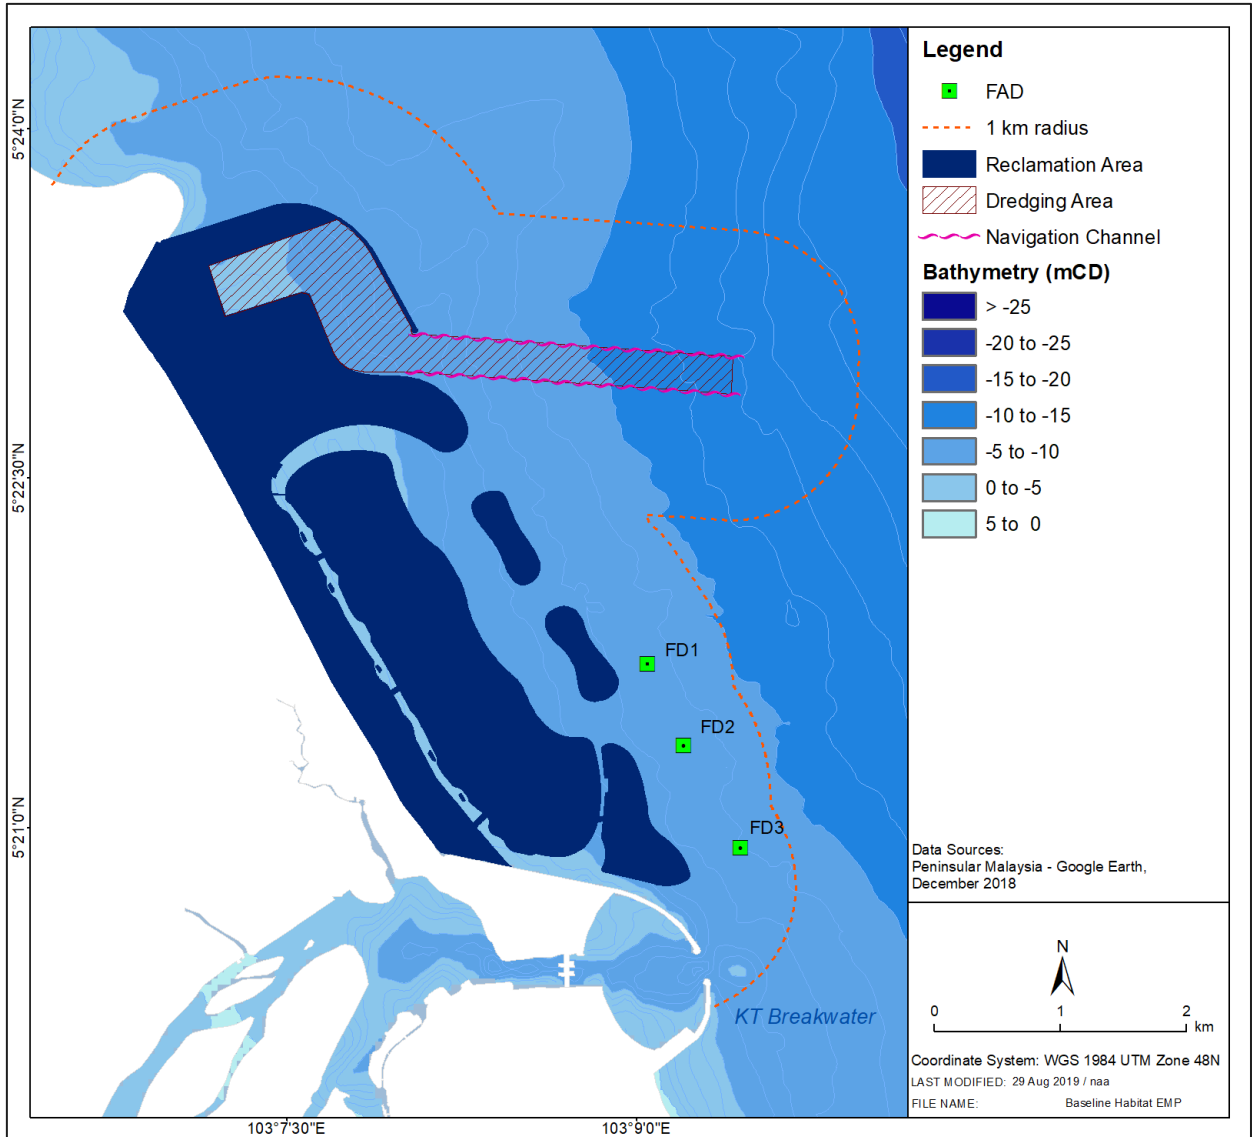 5°24'0"N
5°22'30"N
5°21'0"N
103°7'30"E
103°9'0"E
FD1
FD2
FD3
KT Breakwater
Legend
FAD
1 km radius
Reclamation Area
Dredging Area
Navigation Channel
Bathymetry (mCD)
> -25
-20 to -25
-15 to -20
-10 to -15
-5 to -10
0 to -5
5 to 0
Data Sources:
Peninsular Malaysia - Google Earth,
December 2018
N
0 1 2
km
Coordinate System: WGS 1984 UTM Zone 48N
LAST MODIFIED: 29 Aug 2019 / naa
FILE NAME: Baseline Habitat EMP